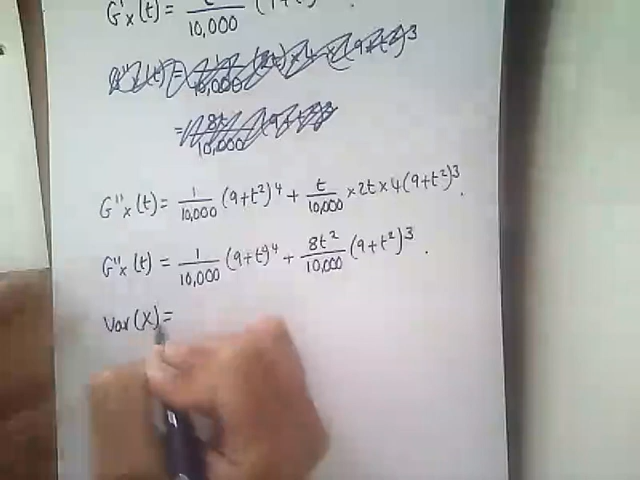 G'x(t) = t/10,000 (9+t²)⁴.
G''x(t) = 1/10,000 (9+t²)⁴ + t/10,000 × 2t × 4(9+t²)³.
G''x(t) = 1/10,000 (9+t²)⁴ + 8t²/10,000 (9+t²)³.
Var(X) =